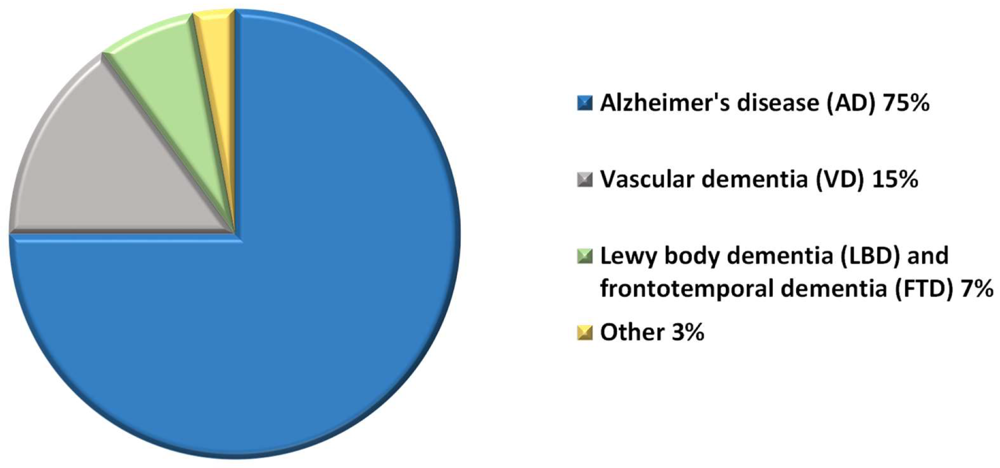 Alzheimer's disease (AD) 75%
Vascular dementia (VD) 15%
Lewy body dementia (LBD) and
frontotemporal dementia (FTD) 7%
Other 3%